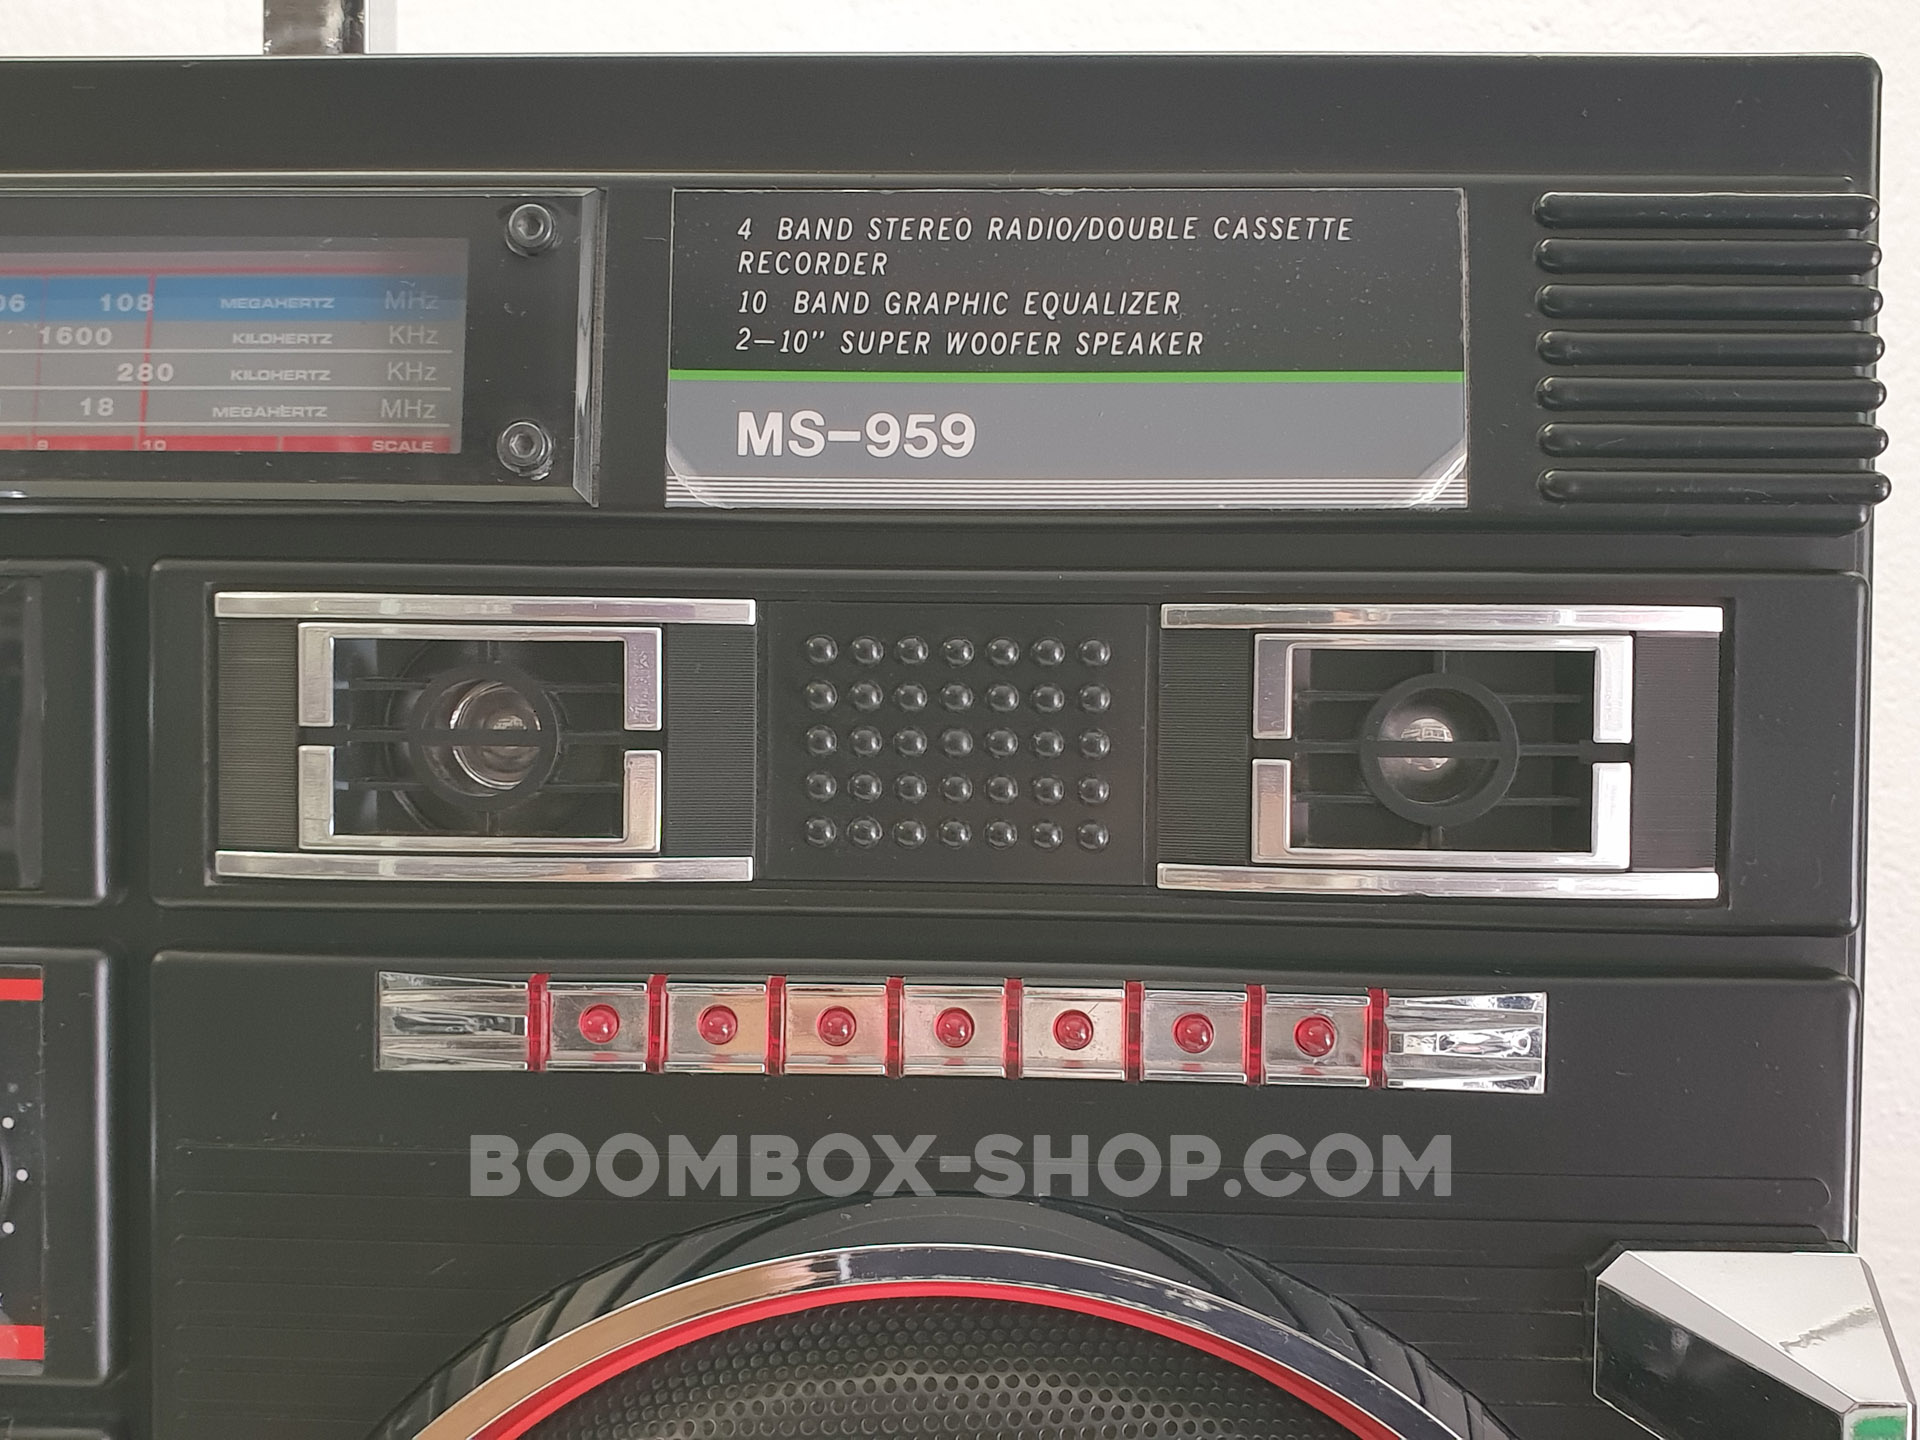 4 BAND STEREO RADIO/DOUBLE CASSETTE
RECORDER
10 BAND GRAPHIC EQUALIZER
2-10" SUPER WOOFER SPEAKER
MS-959
108 MEGAHERTZ MHz
1600 KILOHERTZ KHz
280 KILOHERTZ KHz
18 MEGAHERTZ MHz
9 10 SCALE
BOOMBOX-SHOP.COM